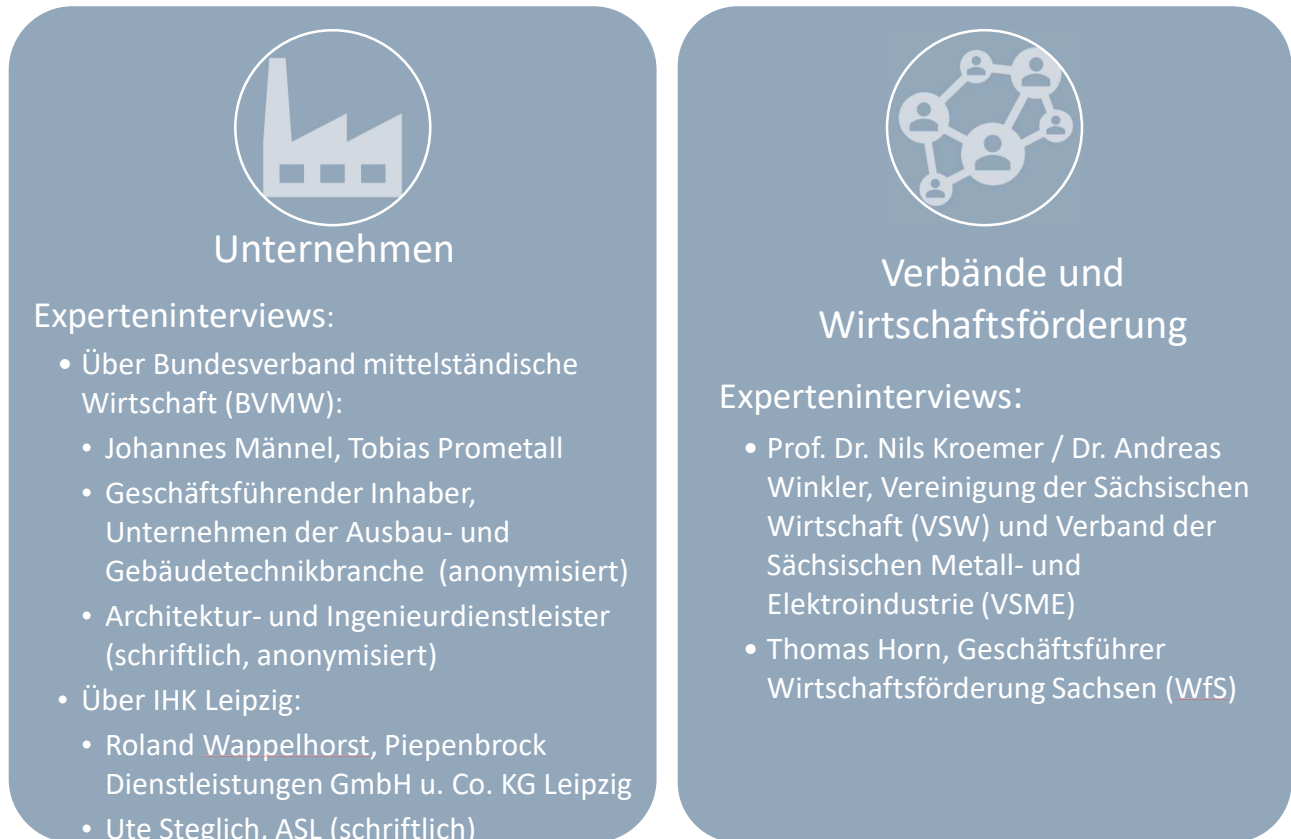 Unternehmen
Experteninterviews:
• Über Bundesverband mittelständische
Wirtschaft (BVMW):
• Johannes Männel, Tobias Prometall
• Geschäftsführender Inhaber,
Unternehmen der Ausbau- und
Gebäudetechnikbranche (anonymisiert)
• Architektur- und Ingenieurdienstleister
(schriftlich, anonymisiert)
• Über IHK Leipzig:
• Roland Wappelhorst, Piepenbrock
Dienstleistungen GmbH u. Co. KG Leipzig
• Ute Steglich, ASL (schriftlich)
Verbände und
Wirtschaftsförderung
Experteninterviews:
• Prof. Dr. Nils Kroemer / Dr. Andreas
Winkler, Vereinigung der Sächsischen
Wirtschaft (VSW) und Verband der
Sächsischen Metall- und
Elektroindustrie (VSME)
• Thomas Horn, Geschäftsführer
Wirtschaftsförderung Sachsen (WfS)